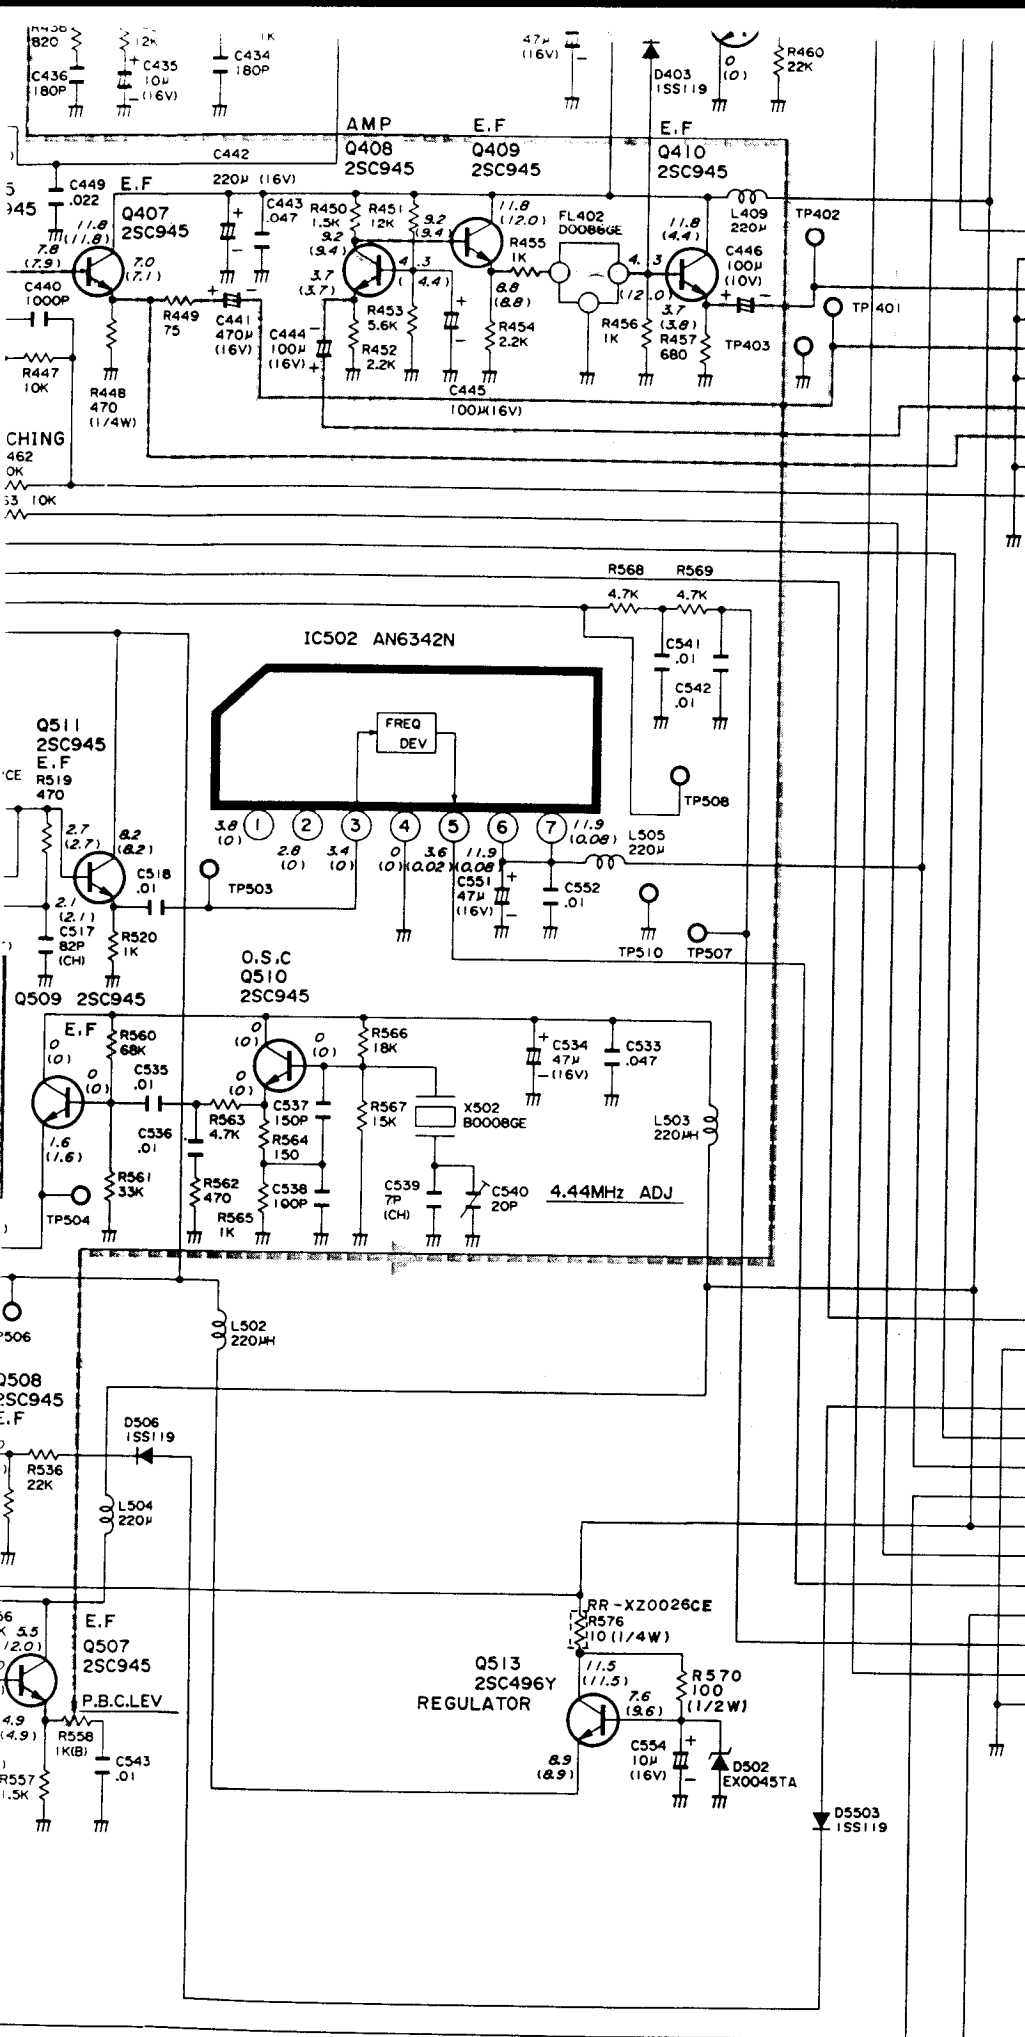 R436
820
12K
1K
C436
180P
+ C435
10µ
- (16V)
C434
180P
47µ
(16V)
D403
1SS119
0
(0)
R460
22K
AMP
Q408
2SC945
E.F
Q409
2SC945
E.F
Q410
2SC945
C442
220µ (16V)
C449
.022
E.F
Q407
2SC945
11.8
(11.8)
7.8
(7.9)
7.0
(7.1)
C443
.047
R450
1.5K
R451
12K
9.2
(9.4)
9.2
(9.4)
11.8
(12.0)
FL402
D0086GE
R455
1K
11.8
(4.4)
L409
220µ
TP402
C446
100µ
(10V)
C440
1000P
R449
75
C441
470µ
(16V)
C444
100µ
(16V)
3.7
(3.7)
4.3
(4.4)
R453
5.6K
R452
2.2K
8.8
(8.8)
R454
2.2K
4.3
(12.0)
R456
1K
3.7
(3.8)
R457
680
TP401
TP403
R447
10K
R448
470
(1/4W)
C445
100µ(16V)
CHING
462
0K
63 10K
R568
4.7K
R569
4.7K
IC502 AN6342N
C541
.01
C542
.01
FREQ
DEV
TP508
Q511
2SC945
E.F
R519
470
CE
2.7
(2.7)
8.2
(8.2)
2.1
(2.1)
C518
.01
TP503
3.8
(0)
1 2 3 4 5 6 7
2.8
(0)
3.4
(0)
0
(0)
3.6
(0.02)
11.9
(0.08)
11.9
(0.08)
L505
220µ
C551
47µ
(16V)
C552
.01
TP510
TP507
C517
82P
(CH)
R520
1K
Q509 2SC945
O.S.C
Q510
2SC945
E.F
0
(0)
R560
68K
0
(0)
C535
.01
0
(0)
0
(0)
0
(0)
R566
18K
C534
47µ
(16V)
C533
.047
1.6
(1.6)
C536
.01
R563
4.7K
C537
150P
R564
150
R567
15K
X502
B0008GE
L503
220µH
R561
33K
TP504
R562
470
R565
1K
C538
100P
C539
7P
(CH)
C540
20P
4.44MHz ADJ
L502
220µH
P506
Q508
2SC945
E.F
D506
1SS119
R536
22K
L504
220µ
5.5
(2.0)
E.F
Q507
2SC945
P.B.C.LEV
4.9
(4.9)
R558
1K(B)
R557
1.5K
C543
.01
RR-XZ0026CE
R576
10 (1/4W)
Q513
2SC496Y
REGULATOR
11.5
(11.5)
7.6
(9.6)
R570
100
(1/2W)
8.9
(8.9)
C554
10µ
(16V)
D502
EX0045TA
D5503
1SS119